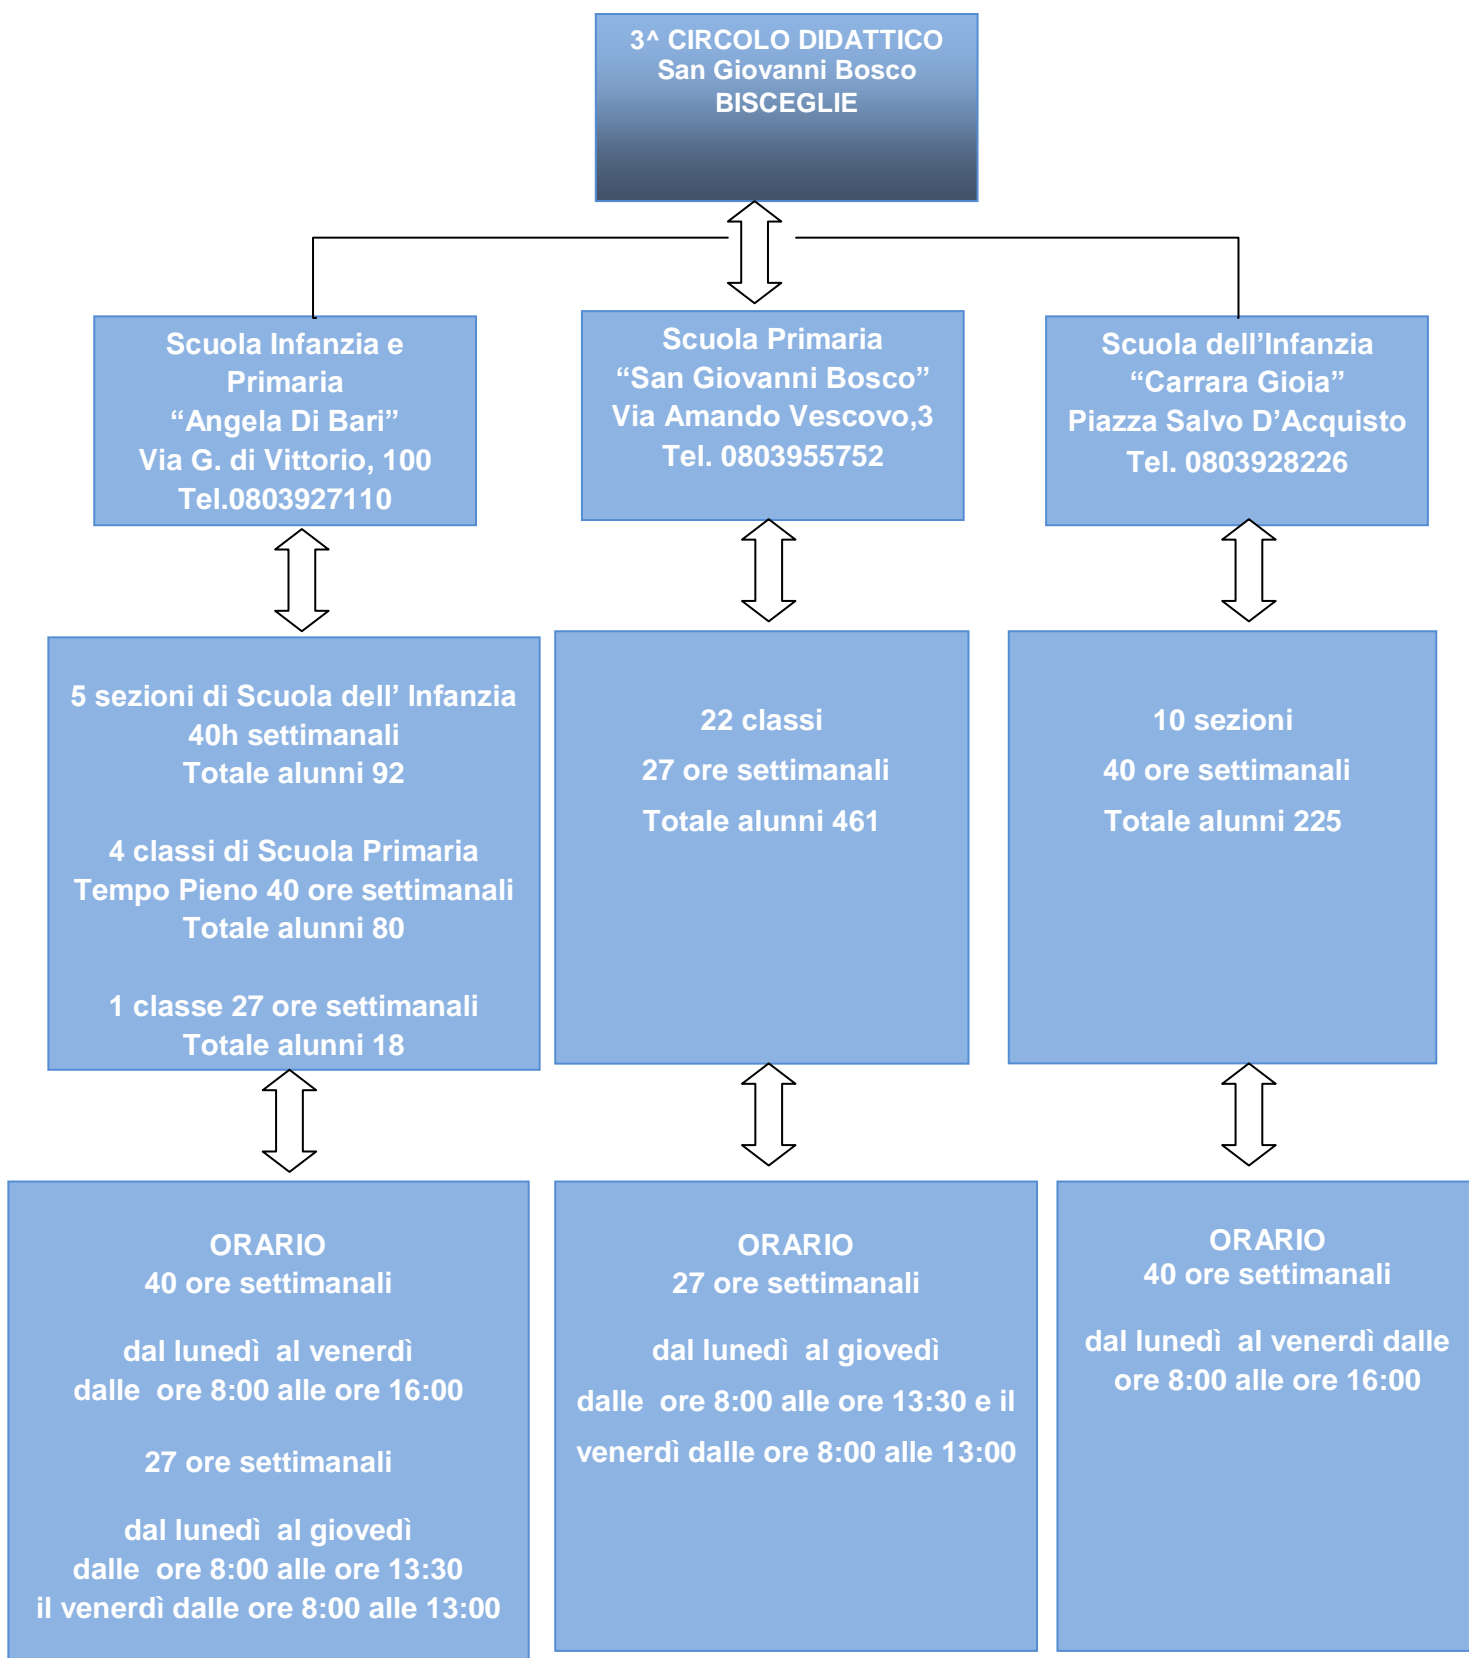 3^ CIRCOLO DIDATTICO
San Giovanni Bosco
BISCEGLIE
Scuola Infanzia e
Primaria
“Angela Di Bari”
Via G. di Vittorio, 100
Tel.0803927110
Scuola Primaria
“San Giovanni Bosco”
Via Amando Vescovo,3
Tel. 0803955752
Scuola dell’Infanzia
“Carrara Gioia”
Piazza Salvo D’Acquisto
Tel. 0803928226
5 sezioni di Scuola dell’ Infanzia
40h settimanali
Totale alunni 92
4 classi di Scuola Primaria
Tempo Pieno 40 ore settimanali
Totale alunni 80
1 classe 27 ore settimanali
Totale alunni 18
22 classi
27 ore settimanali
Totale alunni 461
10 sezioni
40 ore settimanali
Totale alunni 225
ORARIO
40 ore settimanali
dal lunedì  al venerdì
dalle  ore 8:00 alle ore 16:00
27 ore settimanali
dal lunedì  al giovedì
dalle  ore 8:00 alle ore 13:30
il venerdì dalle ore 8:00 alle 13:00
ORARIO
27 ore settimanali
dal lunedì  al giovedì
dalle  ore 8:00 alle ore 13:30 e il
venerdì dalle ore 8:00 alle 13:00
ORARIO
40 ore settimanali
dal lunedì  al venerdì dalle
ore 8:00 alle ore 16:00